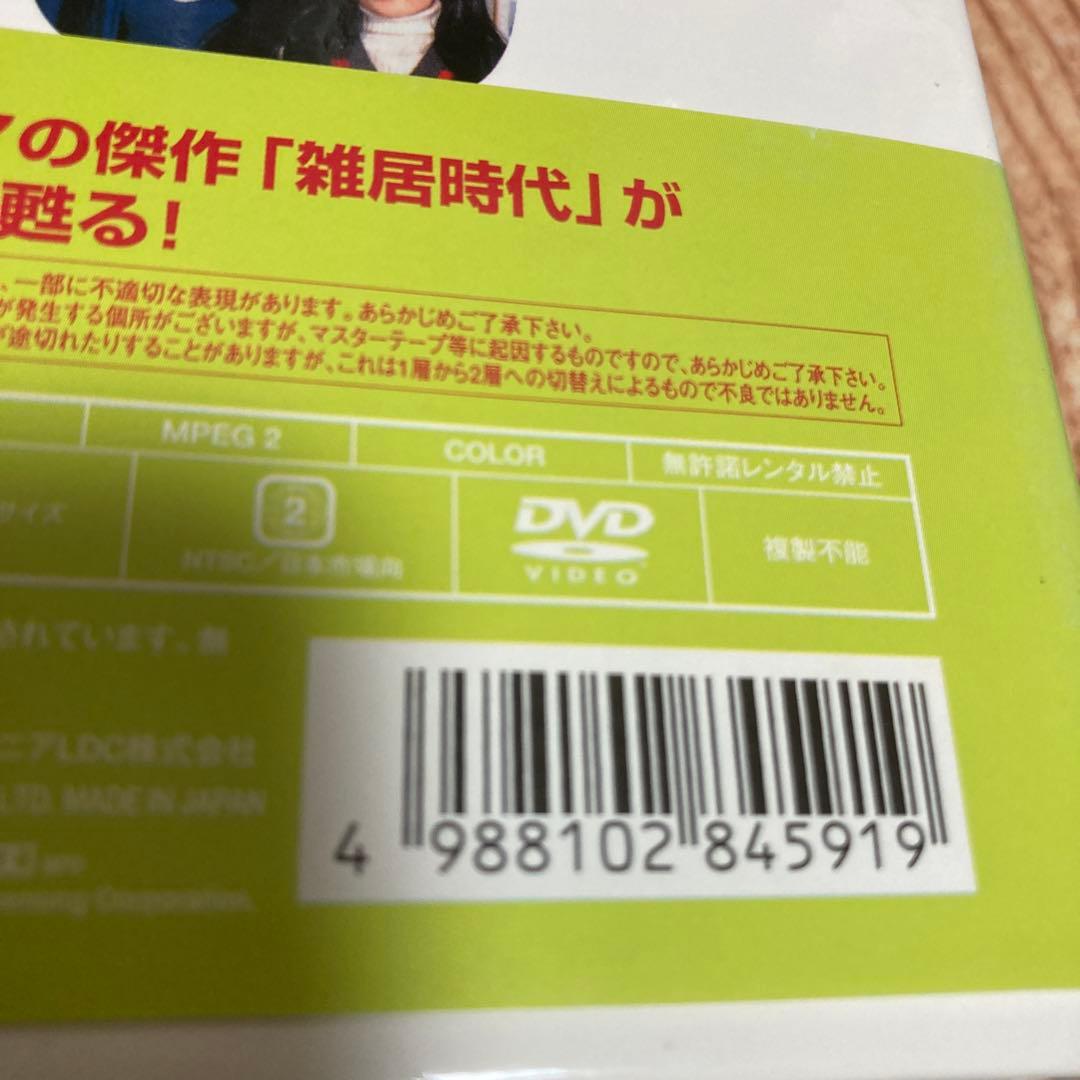 の傑作「雑居時代」が
甦る!
、一部に不適切な表現があります。あらかじめご了承下さい。
が発生する個所がございますが、マスターテープ等に起因するものですので、あらかじめご了承下さい。
が途切れたりすることがありますが、これは1層から2層への切替えによるもので不良ではありません。
MPEG 2
COLOR
無許諾レンタル禁止
サイズ
2
NTSC/日本市場向
DVD
VIDEO
複製不能
されています。無
ニアLDC株式会社
LTD. MADE IN JAPAN
Corporation.
4 988102 845919